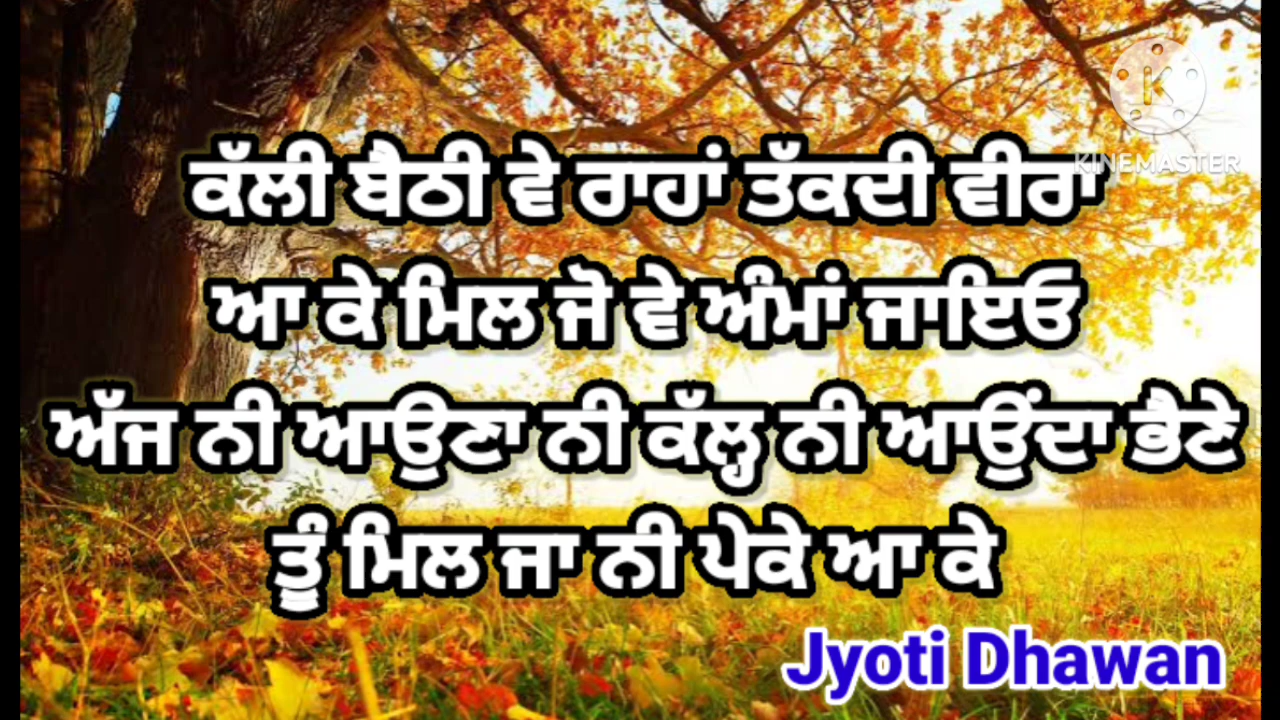 KINEMASTER
ਕੱਲੀ ਬੈਠੀ ਵੇ ਰਾਹਾਂ ਤੱਕਦੀ ਵੀਰਾ
ਆ ਕੇ ਮਿਲ ਜੋ ਵੇ ਅੰਮਾਂ ਜਾਇਓ
ਅੱਜ ਨੀ ਆਉਣਾ ਨੀ ਕੱਲ੍ਹ ਨੀ ਆਉਂਦਾ ਭੈਣੇ
ਤੂੰ ਮਿਲ ਜਾ ਨੀ ਪੇਕੇ ਆ ਕੇ
Jyoti Dhawan